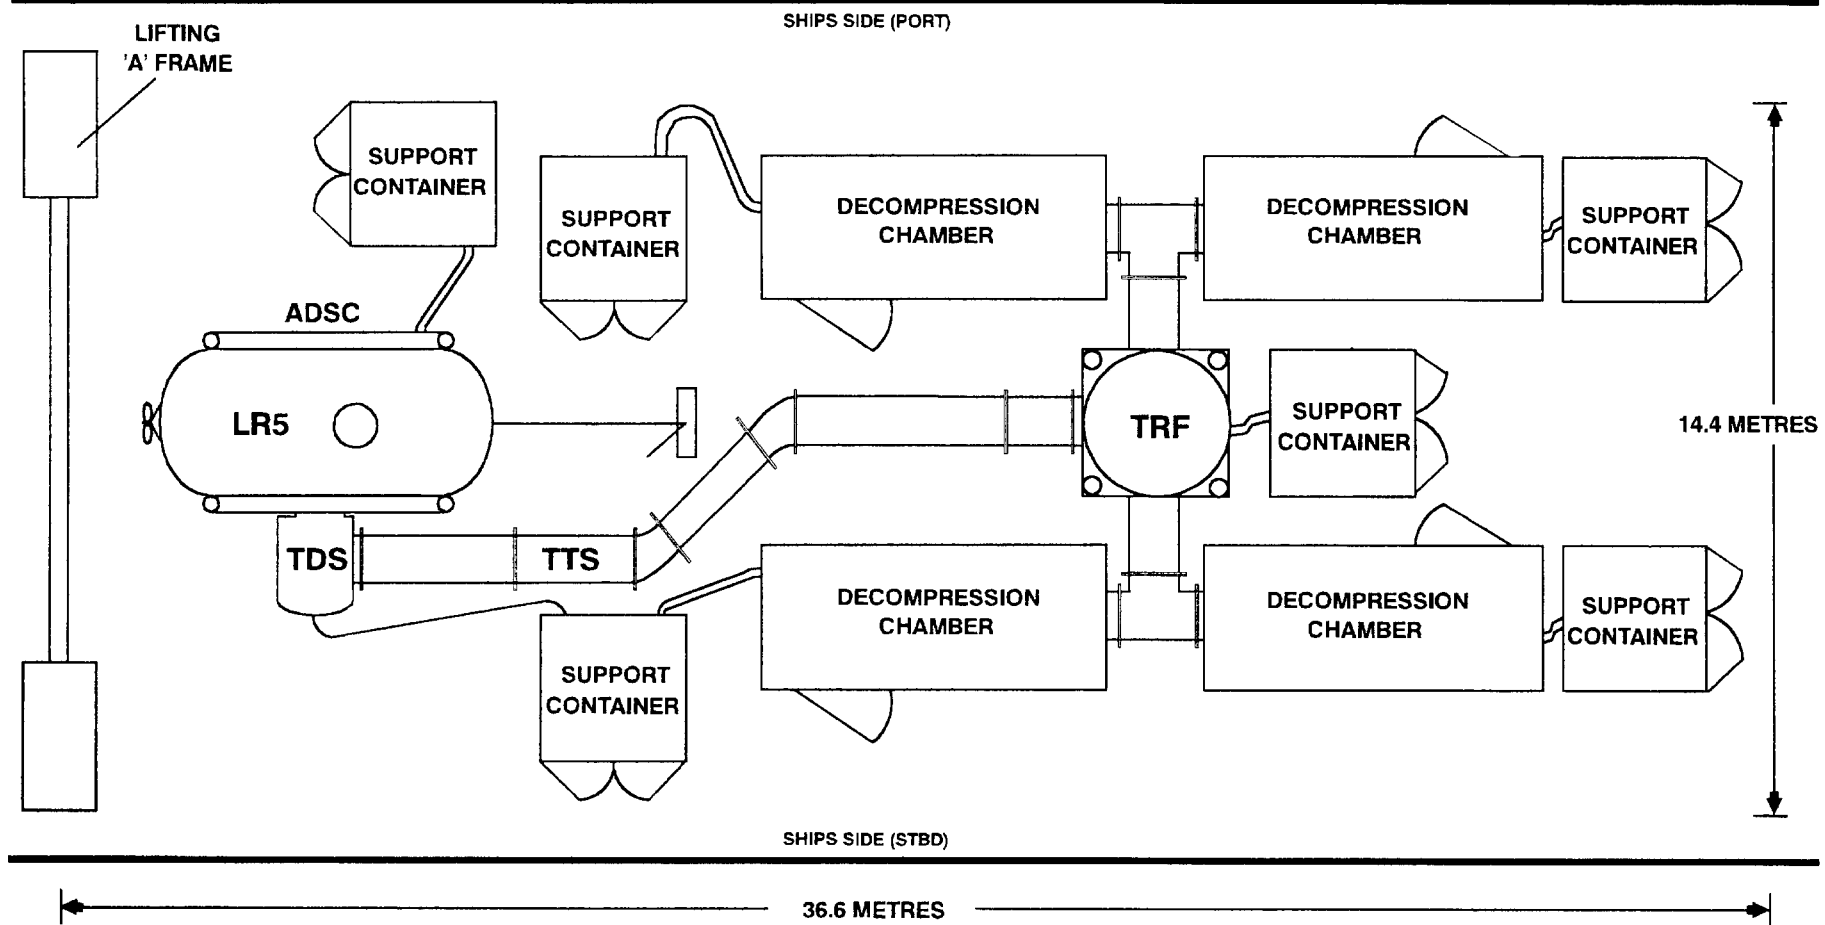 SHIPS SIDE (PORT)
LIFTING
'A' FRAME
SUPPORT
CONTAINER
SUPPORT
CONTAINER
DECOMPRESSION
CHAMBER
DECOMPRESSION
CHAMBER
SUPPORT
CONTAINER
ADSC
LR5
TRF
SUPPORT
CONTAINER
14.4 METRES
TDS
TTS
DECOMPRESSION
CHAMBER
DECOMPRESSION
CHAMBER
SUPPORT
CONTAINER
SUPPORT
CONTAINER
SHIPS SIDE (STBD)
36.6 METRES